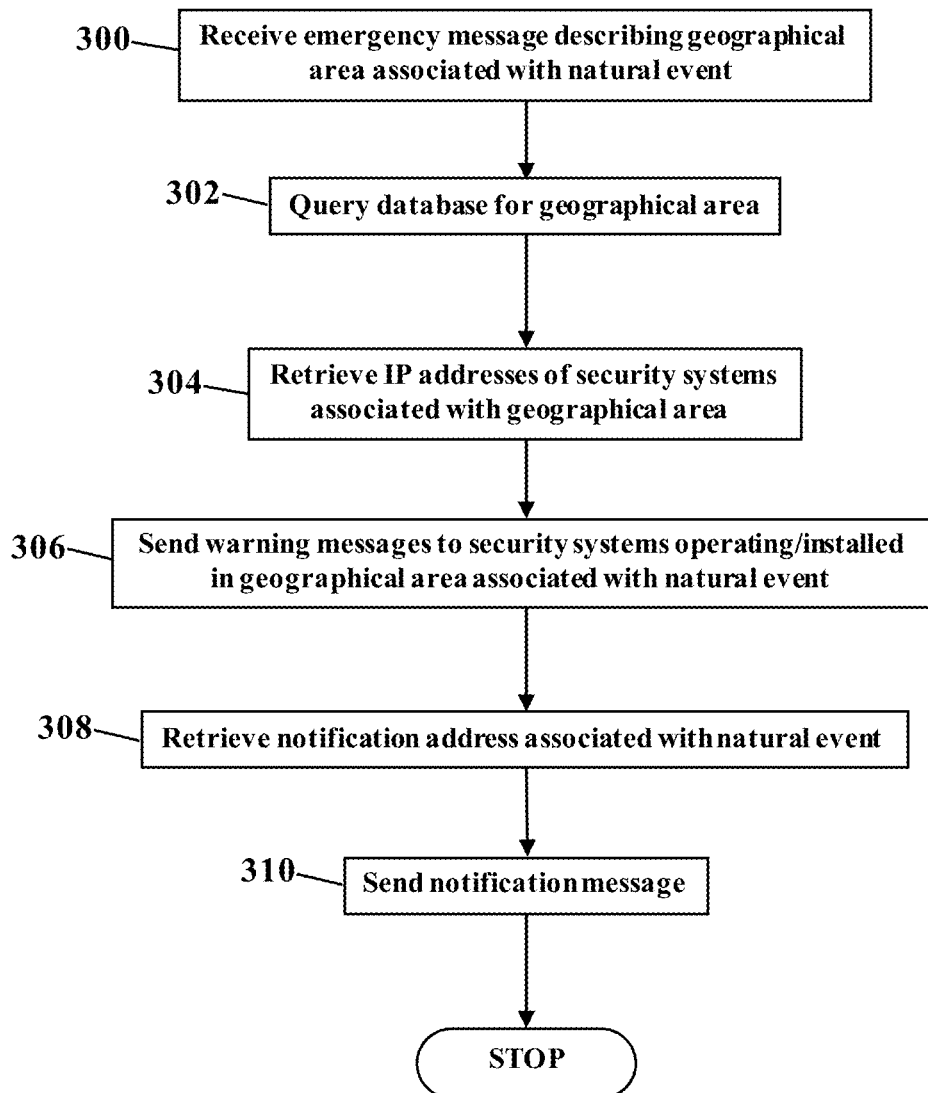 300
Receive emergency message describing geographical
area associated with natural event
302
Query database for geographical area
304
Retrieve IP addresses of security systems
associated with geographical area
306
Send warning messages to security systems operating/installed
in geographical area associated with natural event
308
Retrieve notification address associated with natural event
310
Send notification message
STOP